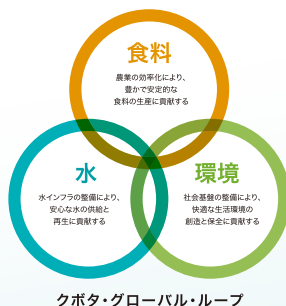 食料
農業の効率化により、
豊かで安定的な
食料の生産に貢献する
水
水インフラの整備により、
安心な水の供給と
再生に貢献する
環境
社会基盤の整備により、
快適な生活環境の
創造と保全に貢献する
クボタ・グローバル・ループ